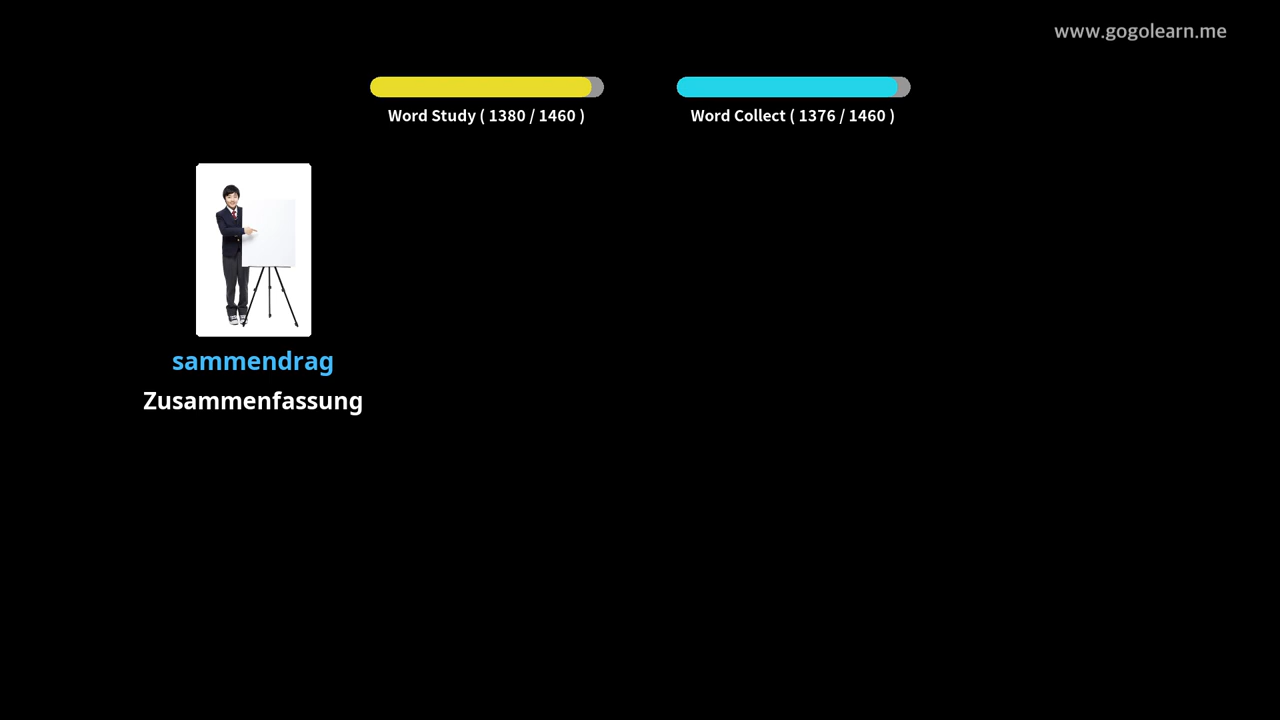 www.gogolearn.me
Word Study ( 1380 / 1460 )
Word Collect ( 1376 / 1460 )
sammendrag
Zusammenfassung